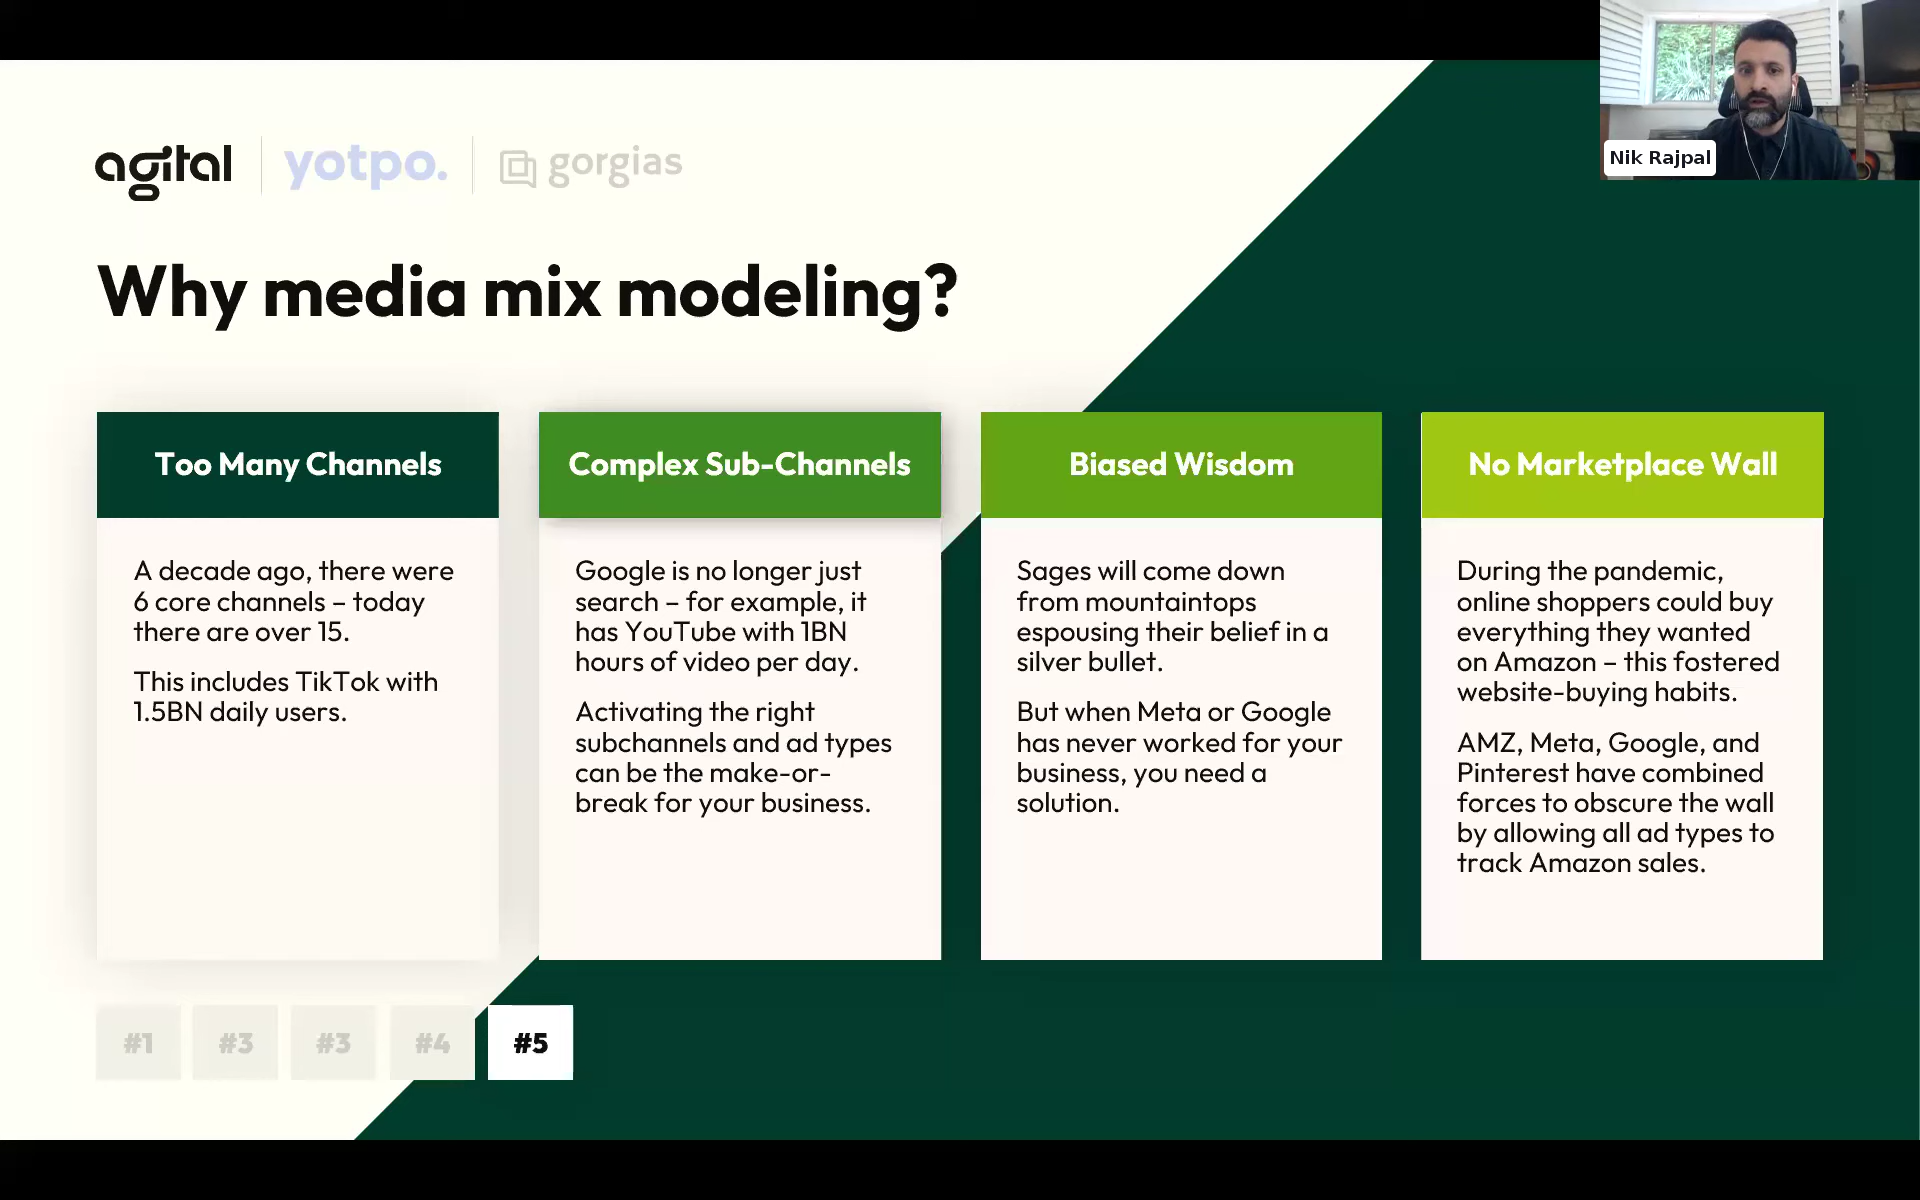 Nik Rajpal
agital
yotpo.
gorgias
Why media mix modeling?
Too Many Channels
A decade ago, there were
6 core channels – today
there are over 15.
This includes TikTok with
1.5BN daily users.
Complex Sub-Channels
Google is no longer just
search – for example, it
has YouTube with 1BN
hours of video per day.
Activating the right
subchannels and ad types
can be the make-or-
break for your business.
Biased Wisdom
Sages will come down
from mountaintops
espousing their belief in a
silver bullet.
But when Meta or Google
has never worked for your
business, you need a
solution.
No Marketplace Wall
During the pandemic,
online shoppers could buy
everything they wanted
on Amazon – this fostered
website-buying habits.
AMZ, Meta, Google, and
Pinterest have combined
forces to obscure the wall
by allowing all ad types to
track Amazon sales.
#1
#3
#3
#4
#5